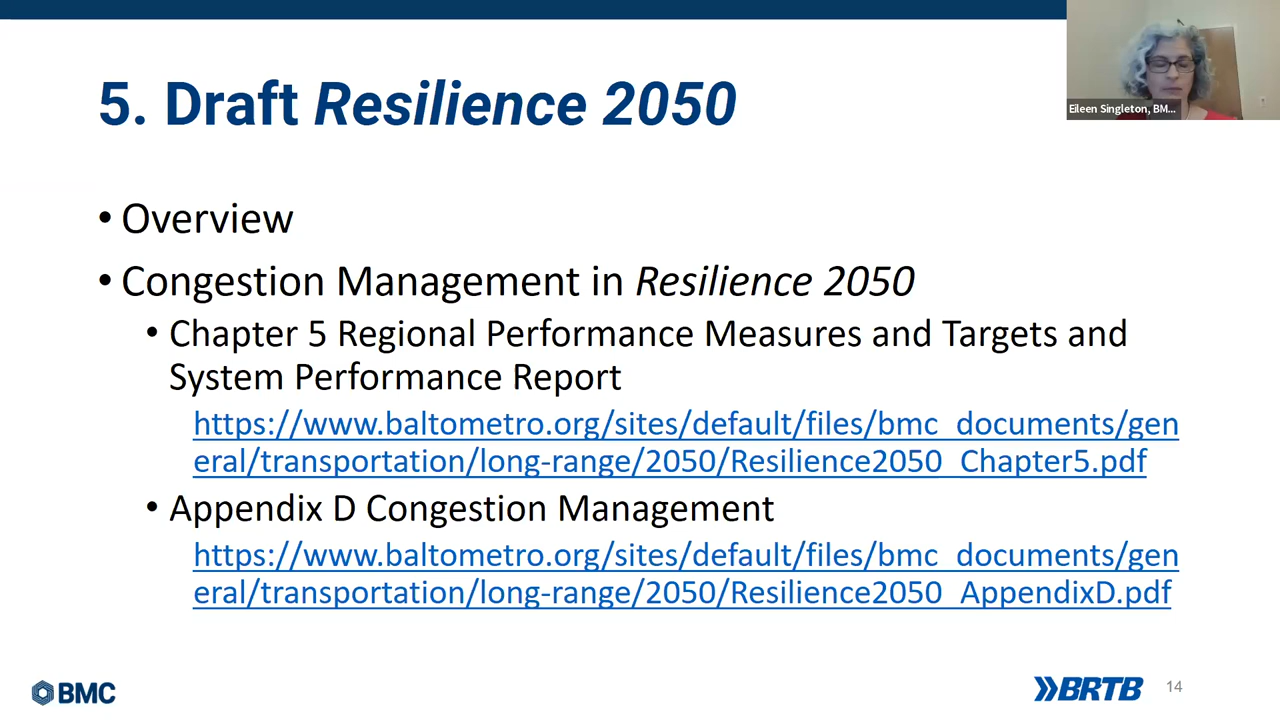 5. Draft Resilience 2050
Eileen Singleton, BM...
• Overview
• Congestion Management in Resilience 2050
• Chapter 5 Regional Performance Measures and Targets and
System Performance Report
https://www.baltometro.org/sites/default/files/bmc_documents/gen
eral/transportation/long-range/2050/Resilience2050_Chapter5.pdf
• Appendix D Congestion Management
https://www.baltometro.org/sites/default/files/bmc_documents/gen
eral/transportation/long-range/2050/Resilience2050_AppendixD.pdf
BMC
BRTB
14